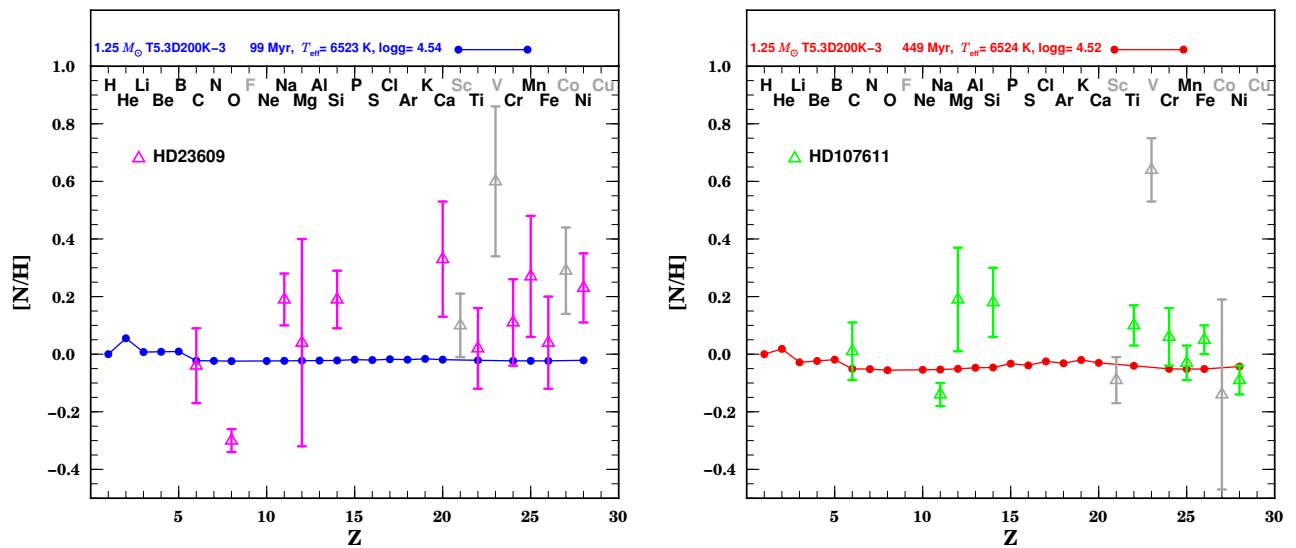 1.25 M⊙ T5.3D200K−3 99 Myr, Teff= 6523 K, logg= 4.54
1.0
H Li B N F Na Al P Cl K Sc V Mn Co Cu
He Be C O Ne Mg Si S Ar Ca Ti Cr Fe Ni
0.8
HD23609
0.6
0.4
[N/H]
0.2
0.0
−0.2
−0.4
5 10 15 20 25 30
Z
1.25 M⊙ T5.3D200K−3 449 Myr, Teff= 6524 K, logg= 4.52
1.0
H Li B N F Na Al P Cl K Sc V Mn Co Cu
He Be C O Ne Mg Si S Ar Ca Ti Cr Fe Ni
0.8
HD107611
0.6
0.4
[N/H]
0.2
0.0
−0.2
−0.4
5 10 15 20 25 30
Z